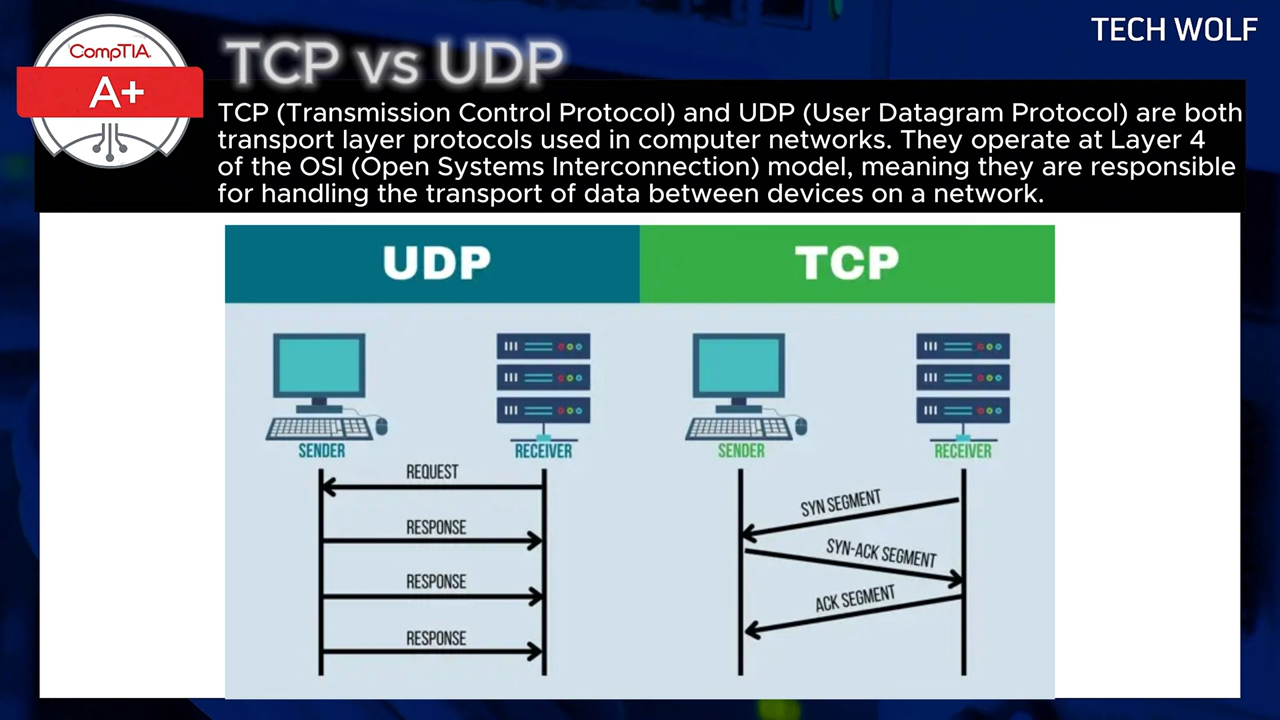 CompTIA.
A+
TCP vs UDP
TECH WOLF
TCP (Transmission Control Protocol) and UDP (User Datagram Protocol) are both
transport layer protocols used in computer networks. They operate at Layer 4
of the OSI (Open Systems Interconnection) model, meaning they are responsible
for handling the transport of data between devices on a network.
UDP
TCP
SENDER
RECEIVER
REQUEST
RESPONSE
RESPONSE
RESPONSE
SENDER
RECEIVER
SYN SEGMENT
SYN-ACK SEGMENT
ACK SEGMENT